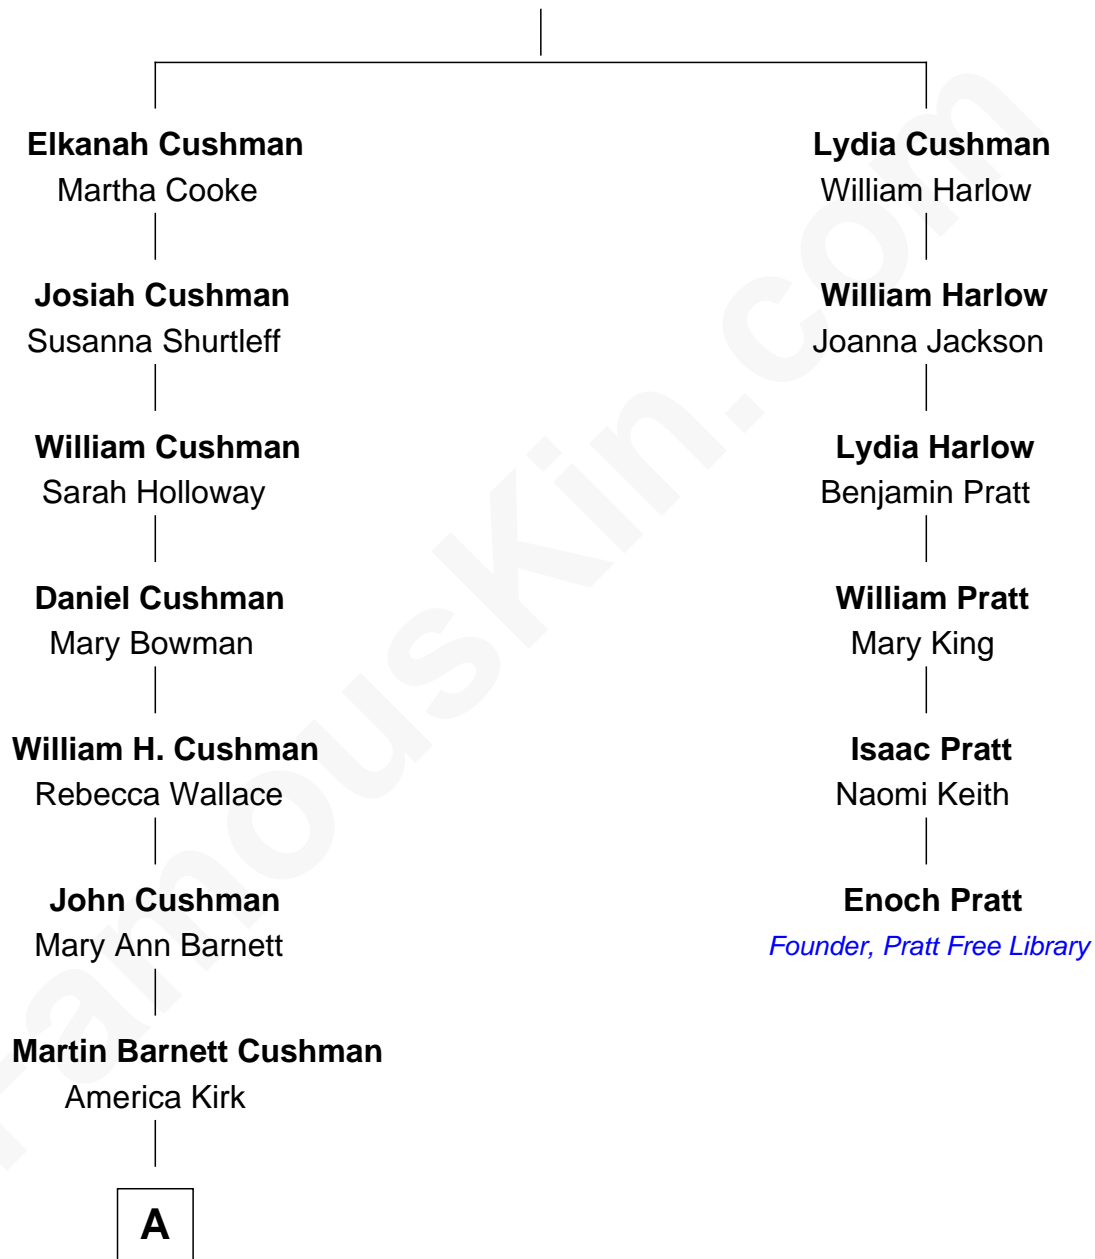 Elkanah Cushman
Martha Cooke
Josiah Cushman
Susanna Shurtleff
William Cushman
Sarah Holloway
Daniel Cushman
Mary Bowman
William H. Cushman
Rebecca Wallace
John Cushman
Mary Ann Barnett
Martin Barnett Cushman
America Kirk
A
Lydia Cushman
William Harlow
William Harlow
Joanna Jackson
Lydia Harlow
Benjamin Pratt
William Pratt
Mary King
Isaac Pratt
Naomi Keith
Enoch Pratt
Founder, Pratt Free Library
FamousKin.com